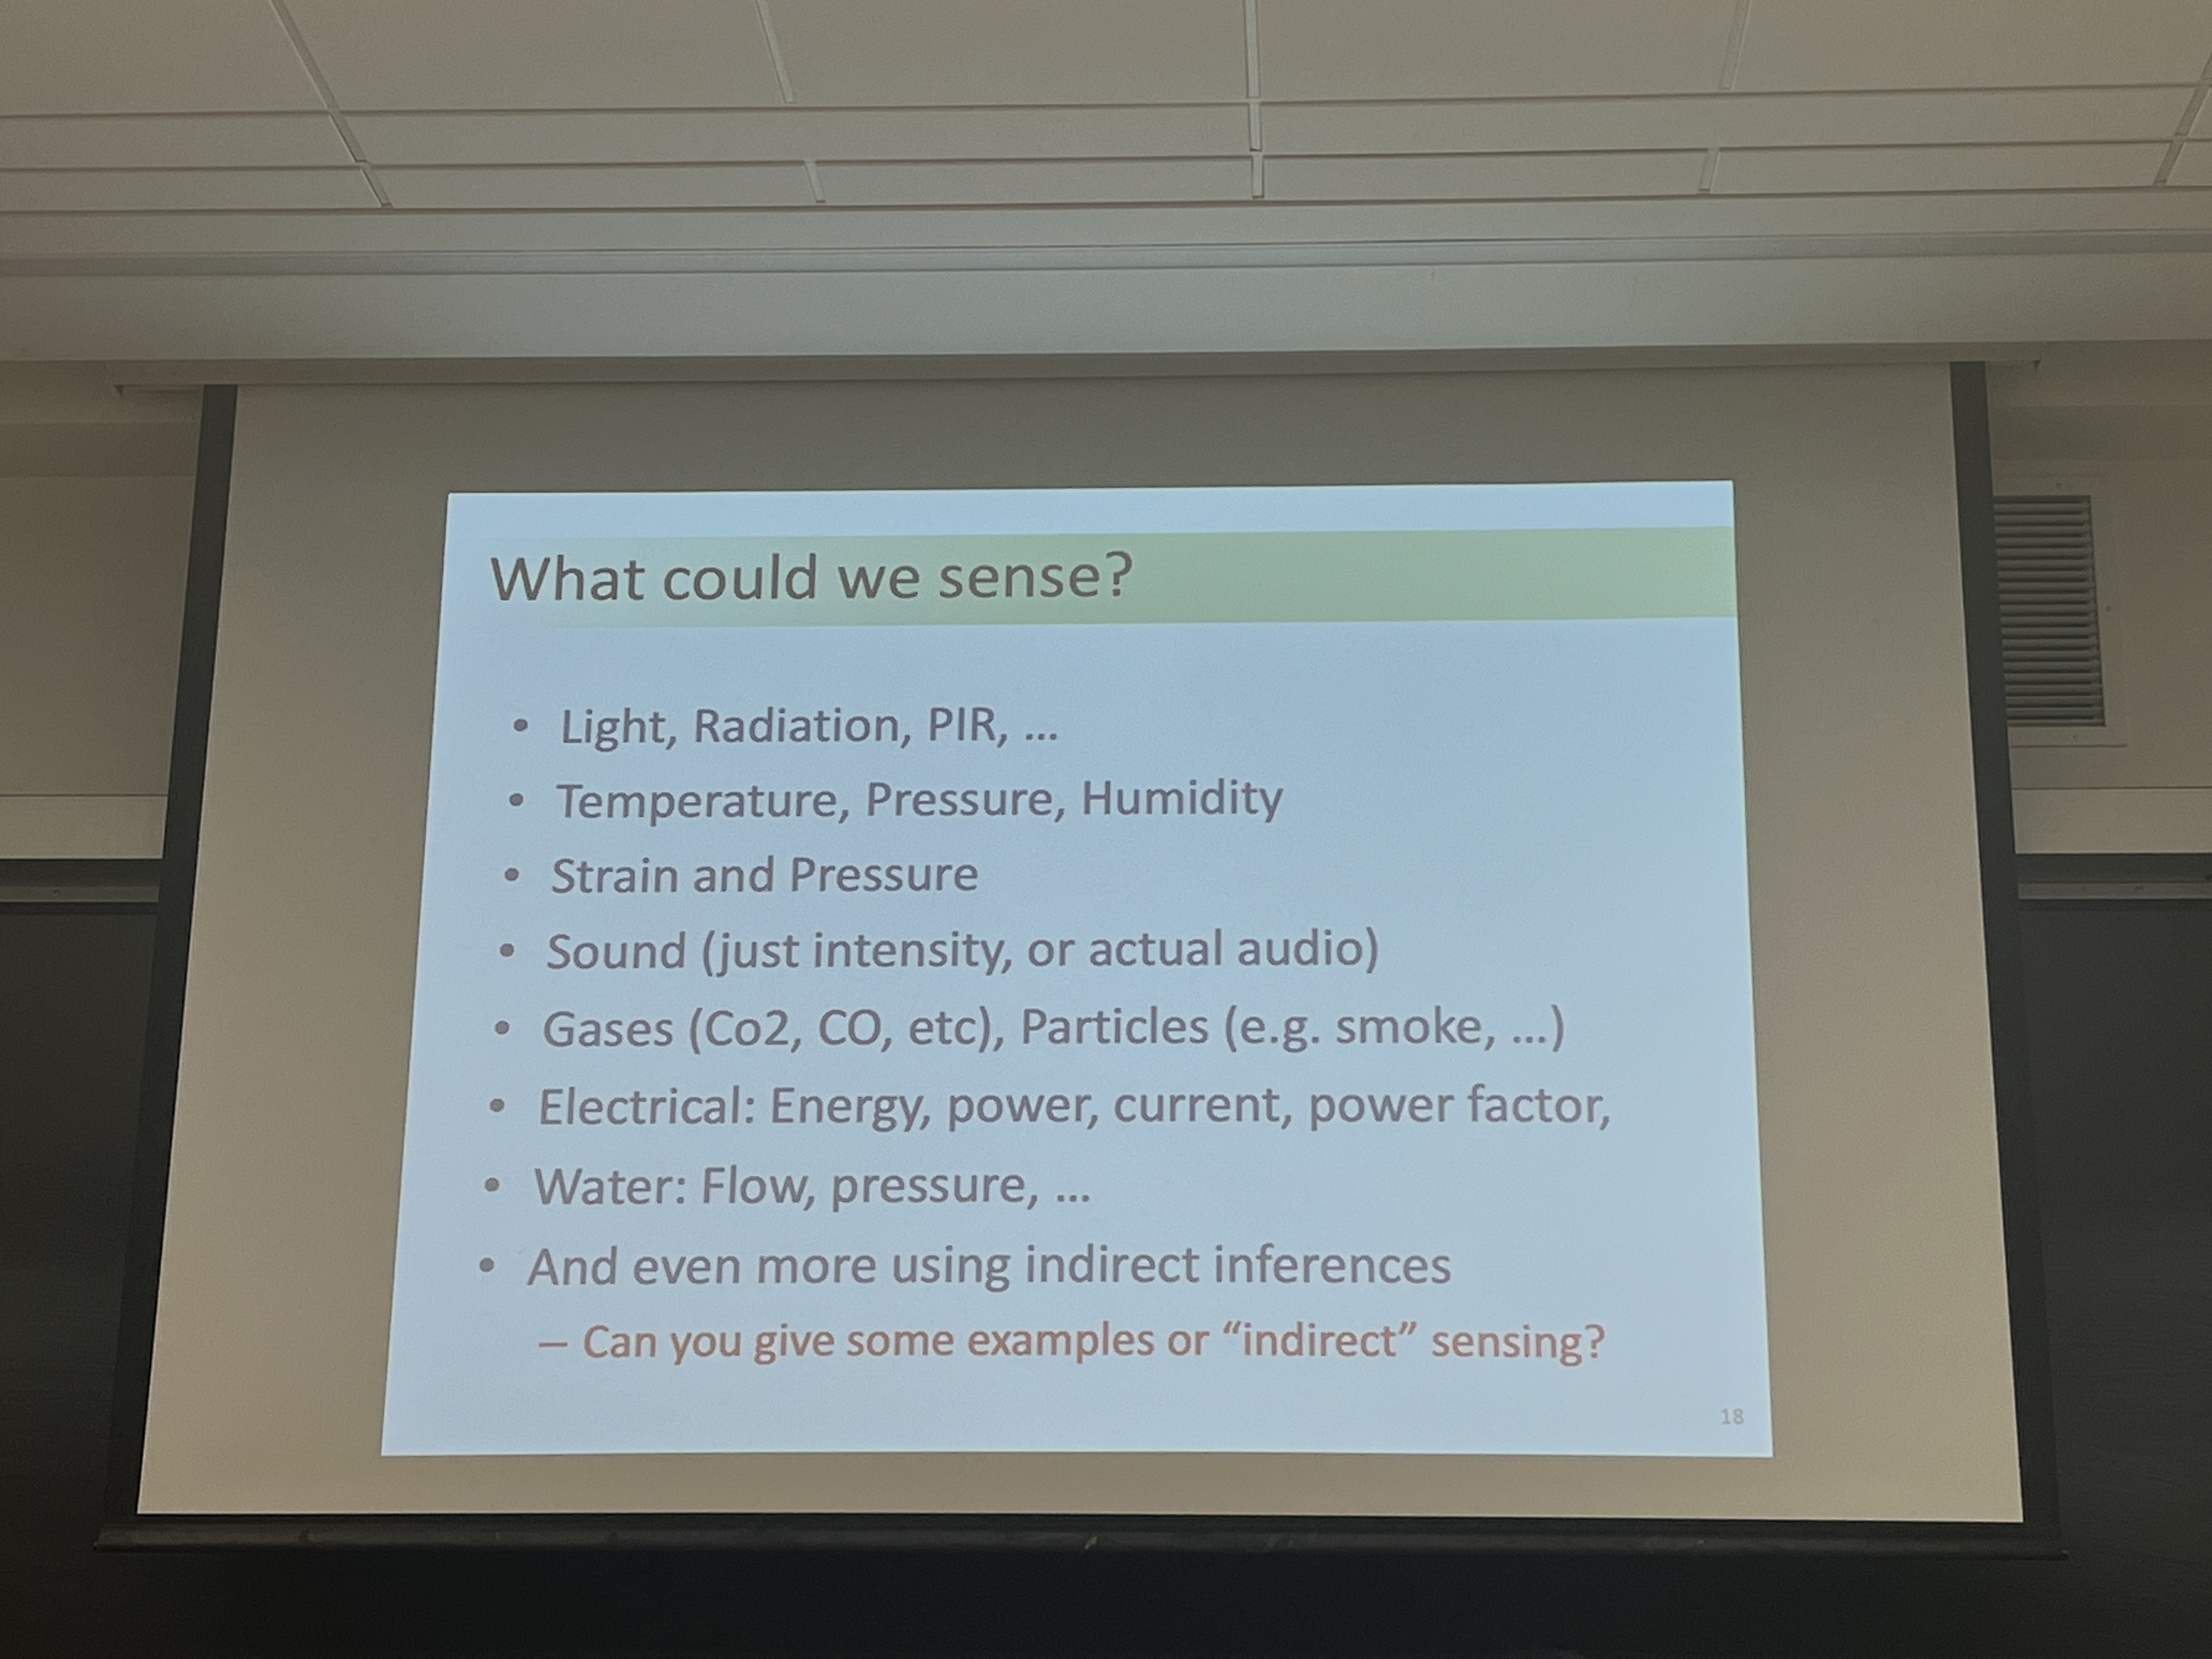 What could we sense?
• Light, Radiation, PIR, ...
• Temperature, Pressure, Humidity
• Strain and Pressure
• Sound (just intensity, or actual audio)
• Gases (Co2, CO, etc), Particles (e.g. smoke, ...)
• Electrical: Energy, power, current, power factor,
• Water: Flow, pressure, ...
• And even more using indirect inferences
– Can you give some examples or “indirect” sensing?
18